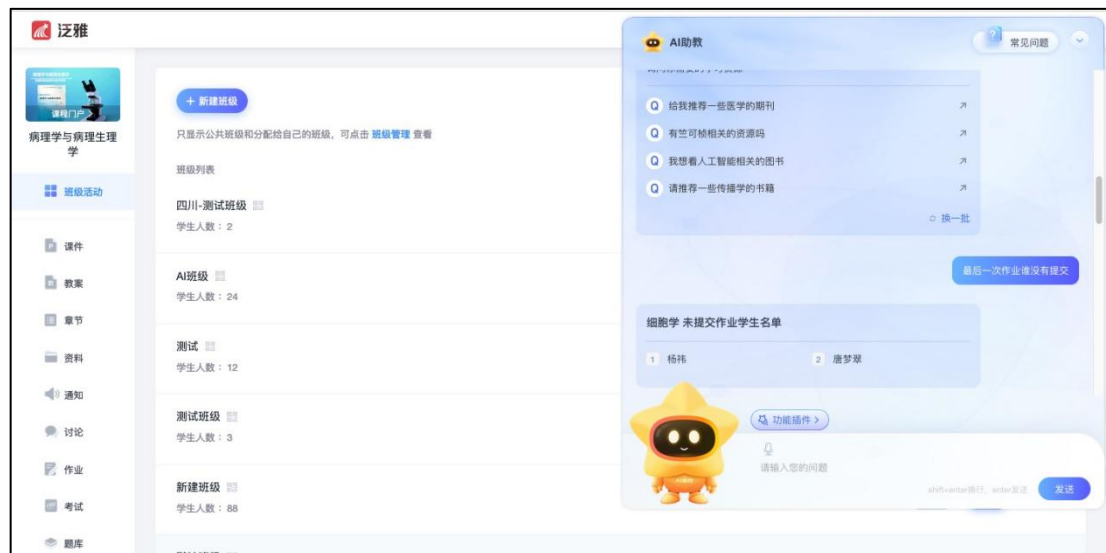 泛雅
课程门户
病理学与病理生理学
班级活动
课件
教案
章节
资料
通知
讨论
作业
考试
题库
+ 新建班级
只显示公共班级和分配给自己的班级，可点击 班级管理 查看
班级列表
四川-测试班级
学生人数：2
AI班级
学生人数：24
测试
学生人数：12
测试班级
学生人数：3
新建班级
学生人数：88
AI助教
常见问题
Q 给我推荐一些医学的期刊
Q 有竺可桢相关的资源吗
Q 我想看人工智能相关的图书
Q 请推荐一些传播学的书籍
换一批
最后一次作业谁没有提交
细胞学 未提交作业学生名单
1 杨祎
2 唐梦翠
功能插件 >
请输入您的问题
shift+enter换行，enter发送
发送